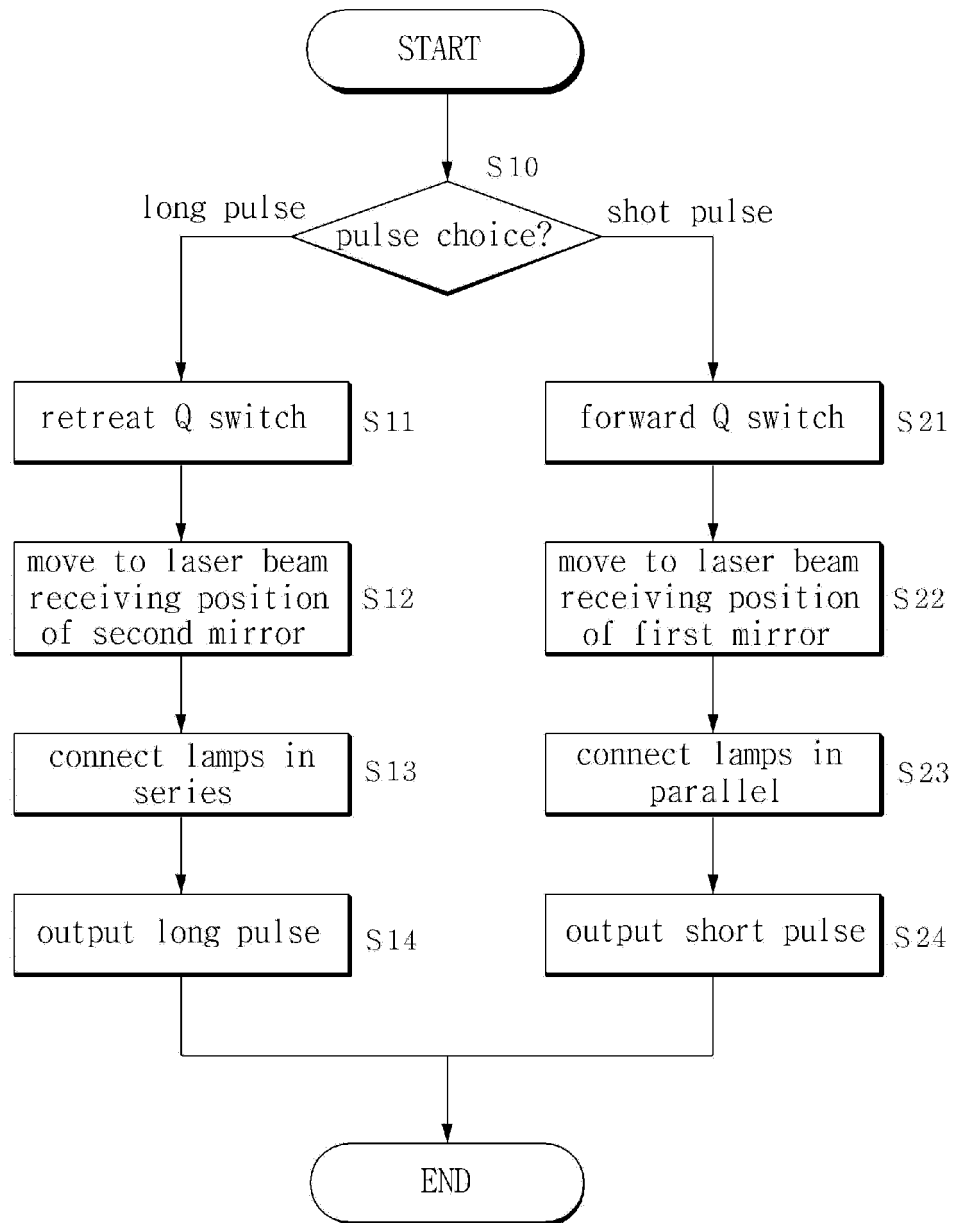 START
S10
long pulse
pulse choice?
shot pulse
retreat Q switch
S11
forward Q switch
S21
move to laser beam
receiving position
of second mirror
S12
move to laser beam
receiving position
of first mirror
S22
connect lamps in
series
S13
connect lamps in
parallel
S23
output long pulse
S14
output short pulse
S24
END